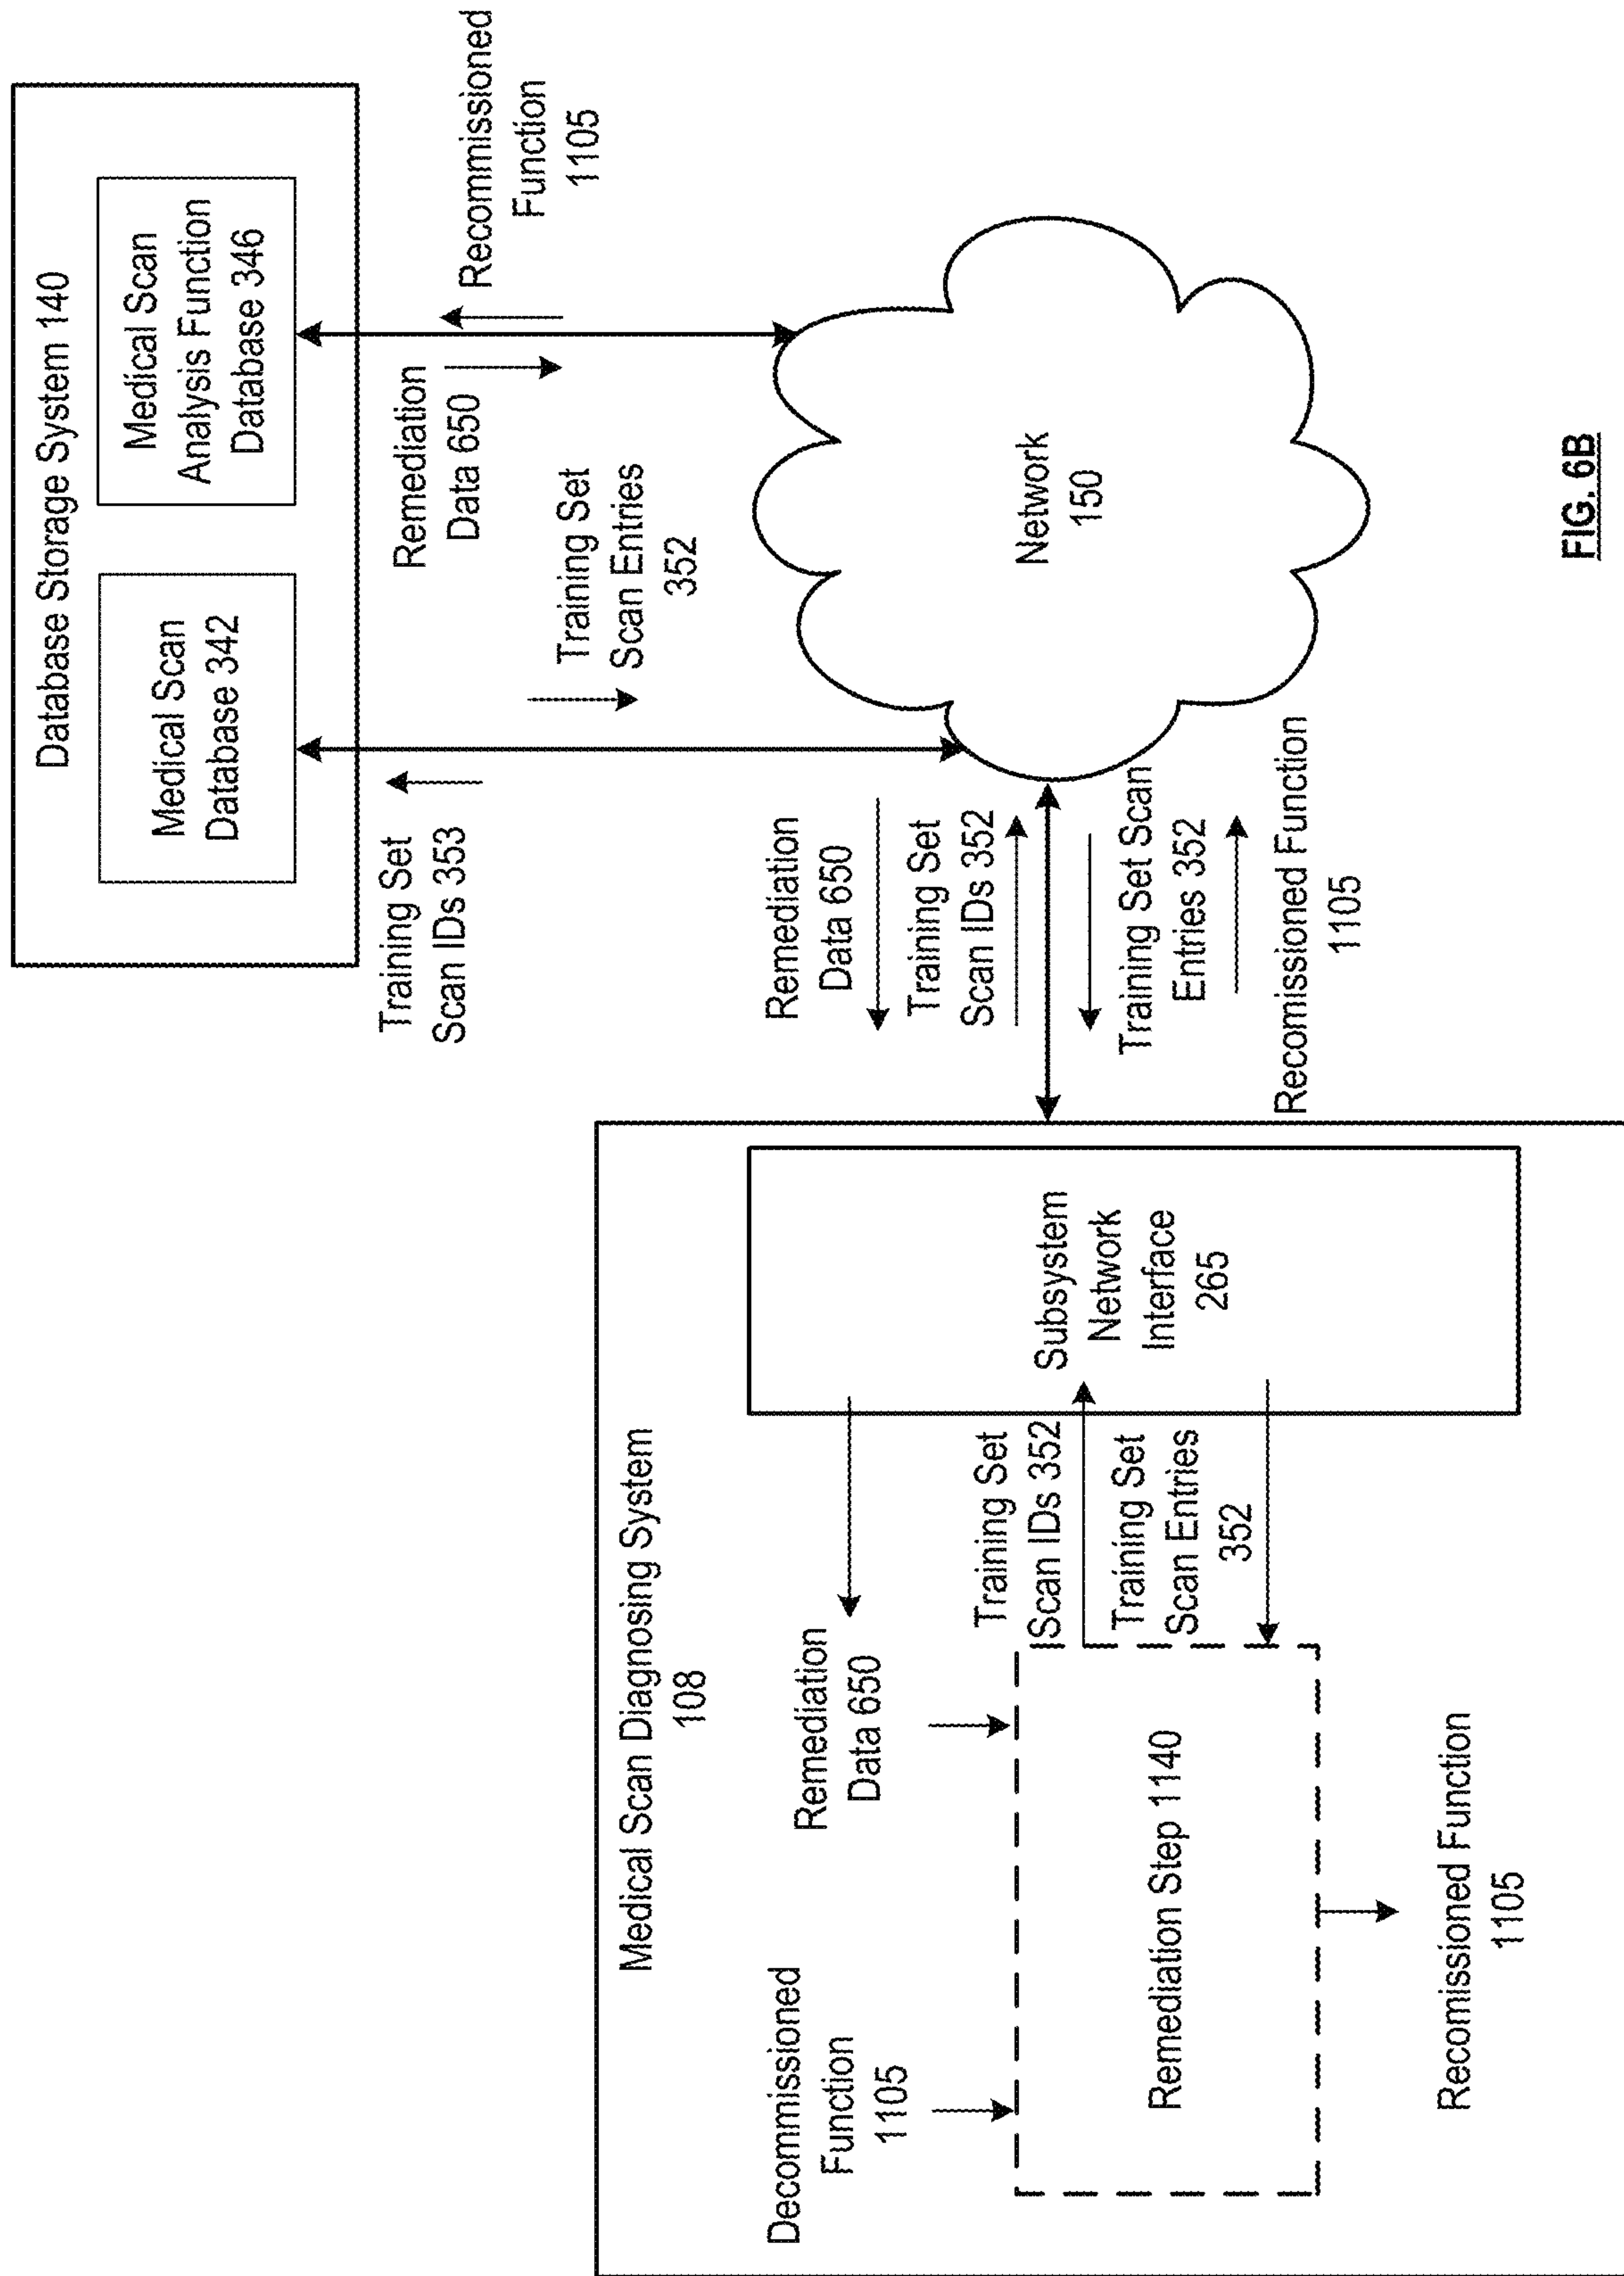 Database Storage System 140
Medical Scan
Database 342
Medical Scan
Analysis Function
Database 346
Training Set
Scan IDs 353
Training Set
Scan Entries
352
Remediation
Data 650
Recommissioned
Function
1105
Network
150
Remediation
Data 650
Training Set
Scan IDs 352
Training Set Scan
Entries 352
Recomissioned Function
1105
Medical Scan Diagnosing System
108
Subsystem
Network
Interface
265
Decommissioned
Function
1105
Remediation
Data 650
Training Set
Scan IDs 352
Training Set
Scan Entries
352
Remediation Step 1140
Recomissioned Function
1105
FIG. 6B